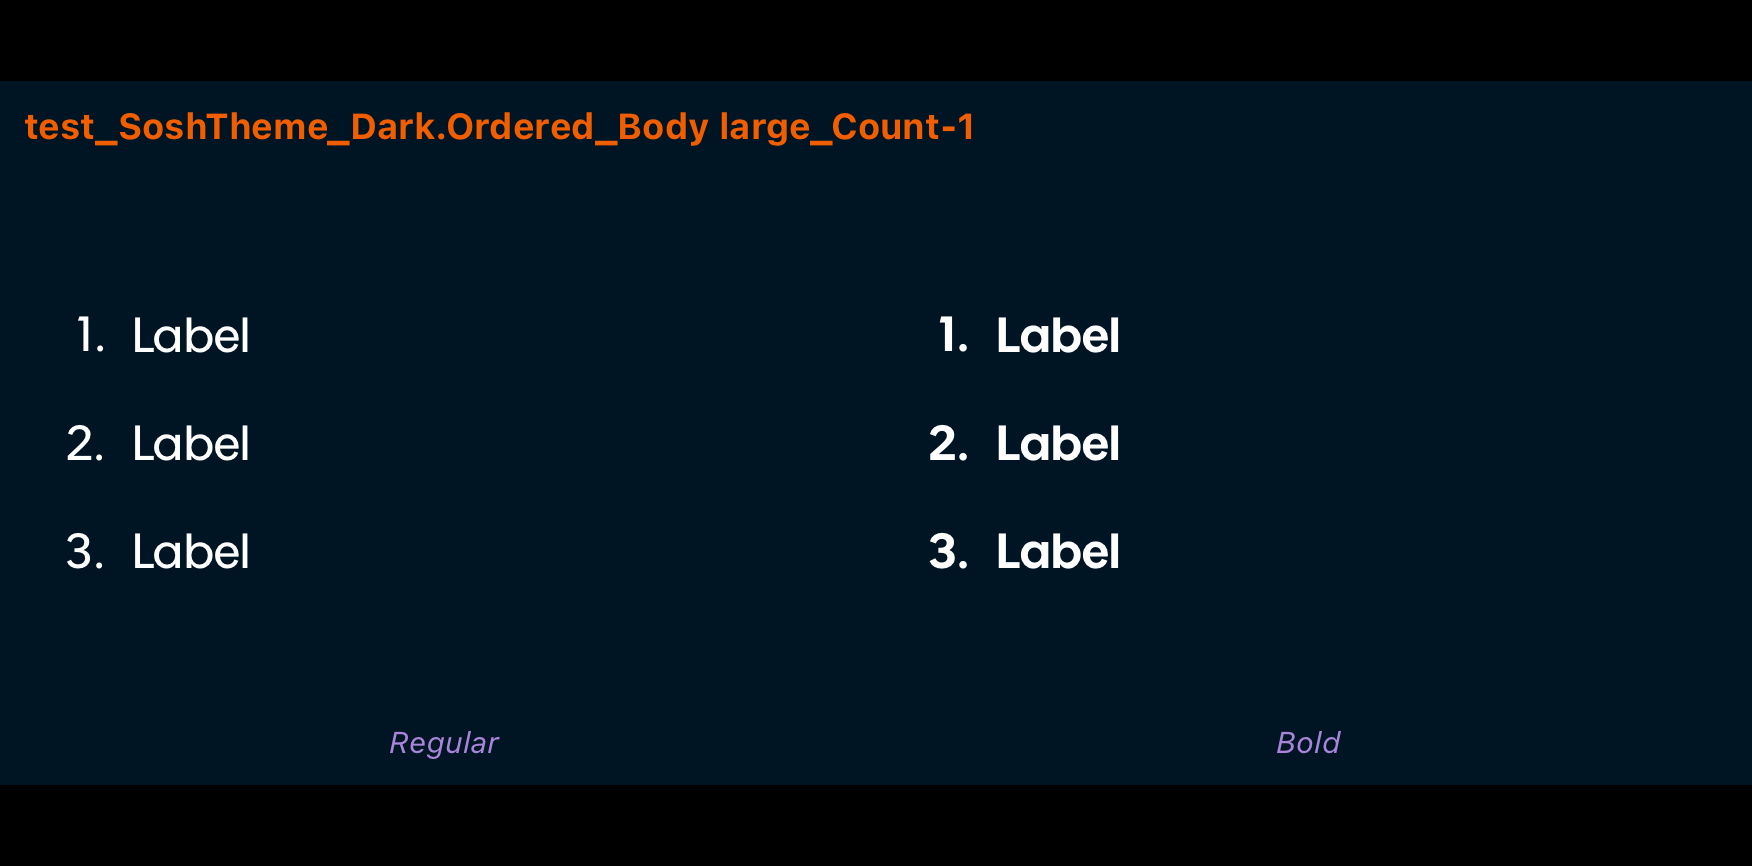 test_SoshTheme_Dark.Ordered_Body large_Count-1
1. Label
2. Label
3. Label
Regular
1. Label
2. Label
3. Label
Bold